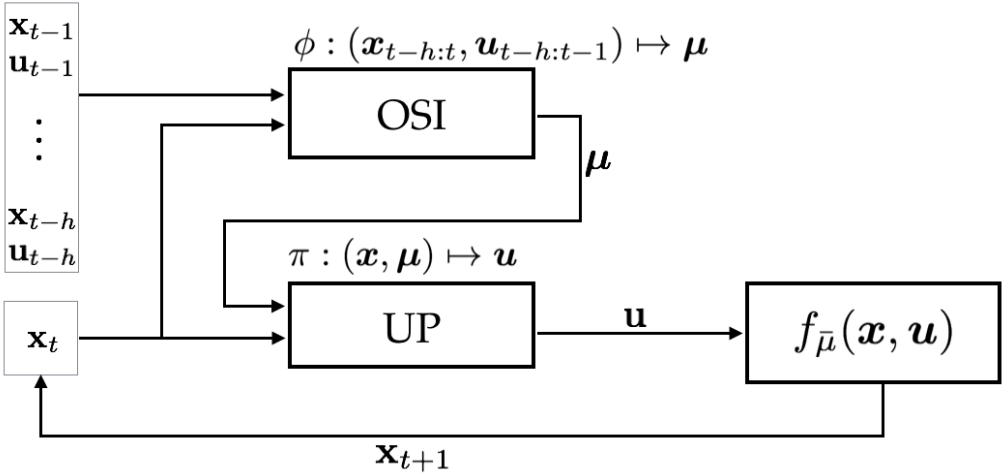 𝐱_{t−1}
𝐮_{t−1}
⋮
𝐱_{t−h}
𝐮_{t−h}
ϕ : (𝒙_{t−h:t}, 𝒖_{t−h:t−1}) ↦ 𝝁
OSI
𝝁
π : (𝒙, 𝝁) ↦ 𝒖
𝐱_t
UP
𝐮
f_{μ̄}(𝒙, 𝒖)
𝐱_{t+1}